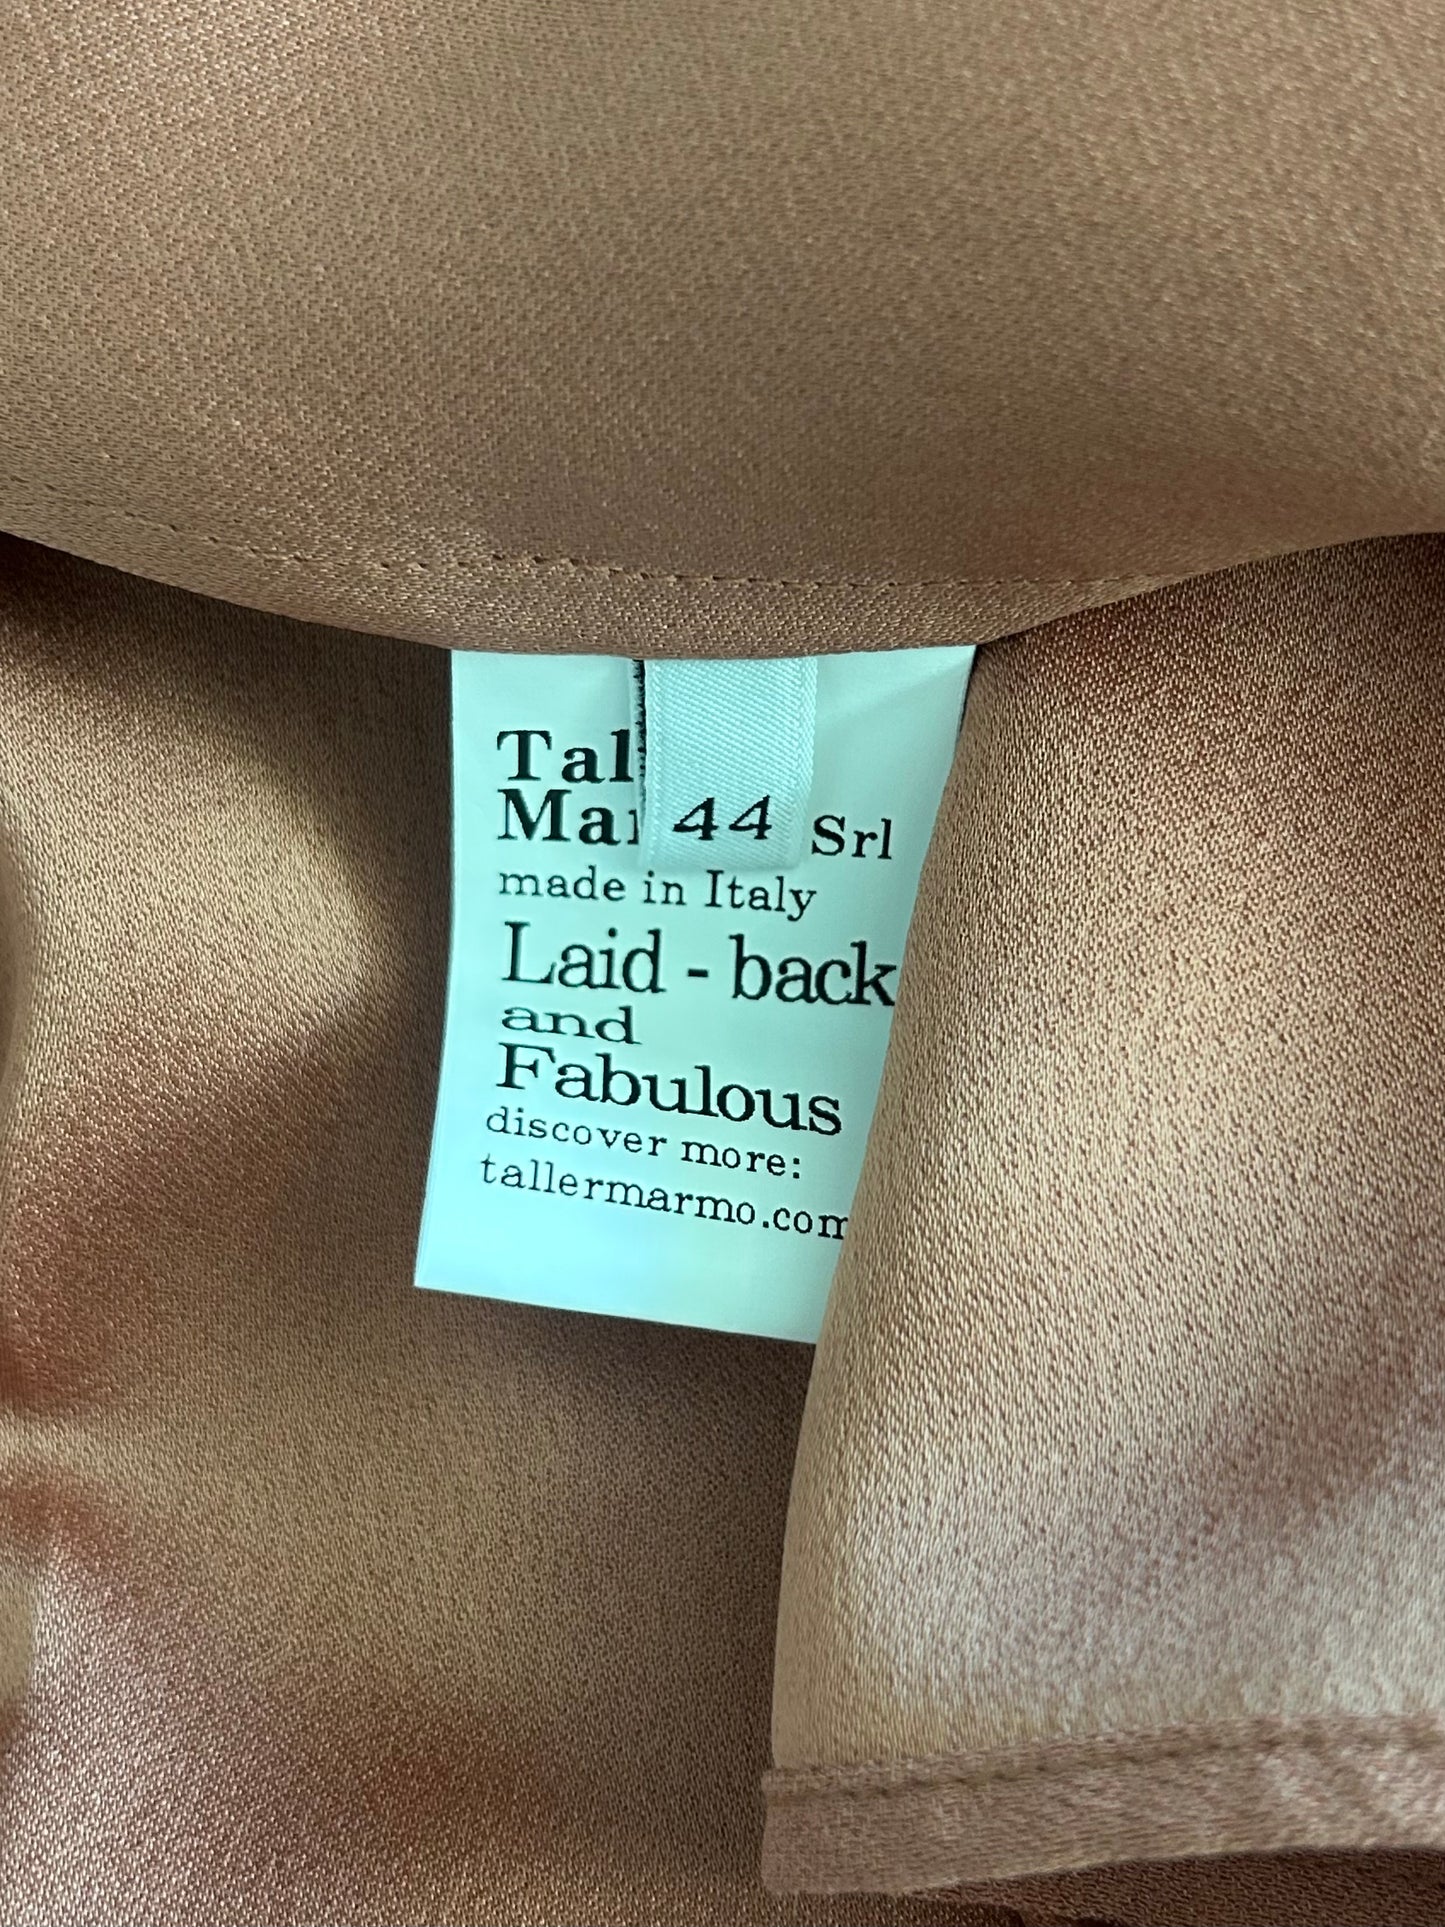 Tal
Mar 44 Srl
made in Italy
Laid - back
and
Fabulous
discover more:
tallermarmo.com